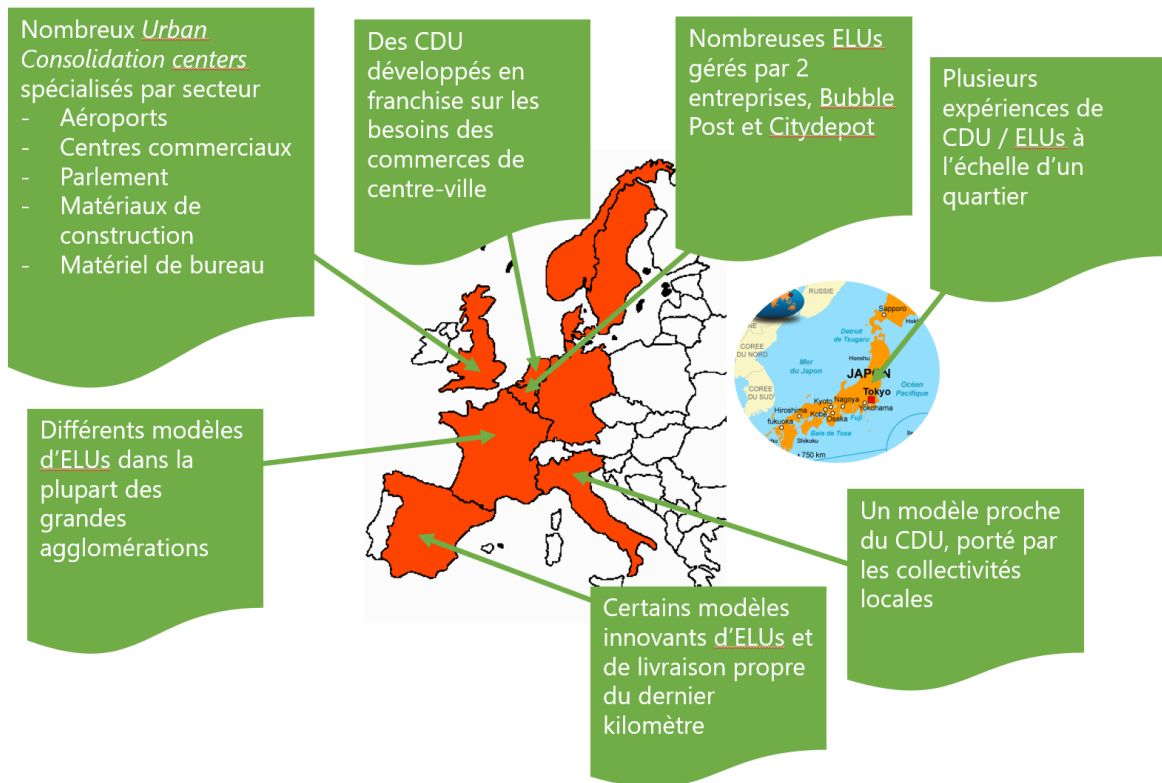 Nombreux Urban
Consolidation centers
spécialisés par secteur
- Aéroports
- Centres commerciaux
- Parlement
- Matériaux de
construction
- Matériel de bureau
Des CDU
développés en
franchise sur les
besoins des
commerces de
centre-ville
Nombreuses ELUs
gérés par 2
entreprises, Bubble
Post et Citydepot
Plusieurs
expériences de
CDU / ELUs à
l’échelle d’un
quartier
RUSSIE
COREE
DU NORD
COREE
DU SUD
Mer
du Japon
Detroit
de Tsugaru
Sapporo
Honshu
JAPON
Tokyo
Océan
Pacifique
Kyoto
Nagoya
Hiroshima
Kobe
Yokohama
Osaka
Fuji
fukuoka
Baie de Tosa
Shikoku
750 km
Différents modèles
d’ELUs dans la
plupart des
grandes
agglomérations
Un modèle proche
du CDU, porté par
les collectivités
locales
Certains modèles
innovants d’ELUs et
de livraison propre
du dernier
kilomètre